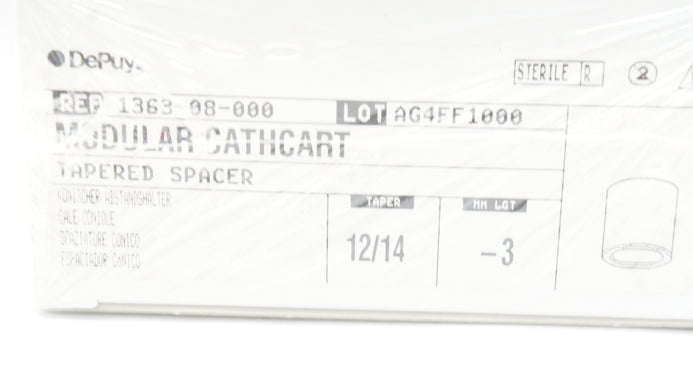 DePuy.
STERILE R
2
REF 1363-08-000
LOT AG4FF1000
MODULAR CATHCART
TAPERED SPACER
KONISCHER ABSTANDSHALTER
CALE CONIQUE
SPAZIATORE CONICO
ESPACIADOR CONICO
TAPER
12/14
MM LGT
-3